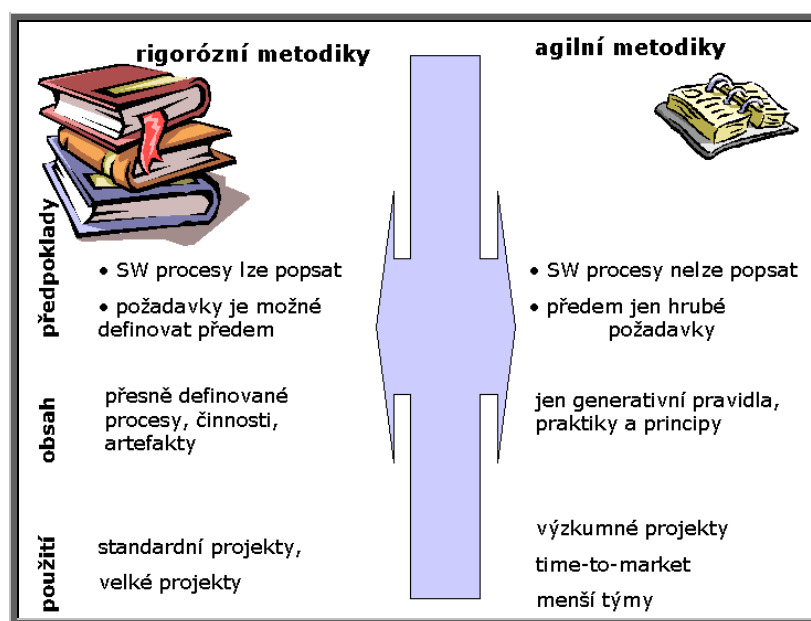 rigorózní metodiky
agilní metodiky
předpoklady
• SW procesy lze popsat
• požadavky je možné
definovat předem
• SW procesy nelze popsat
• předem jen hrubé
požadavky
obsah
přesně definované
procesy, činnosti,
artefakty
jen generativní pravidla,
praktiky a principy
použití
standardní projekty,
velké projekty
výzkumné projekty
time-to-market
menší týmy